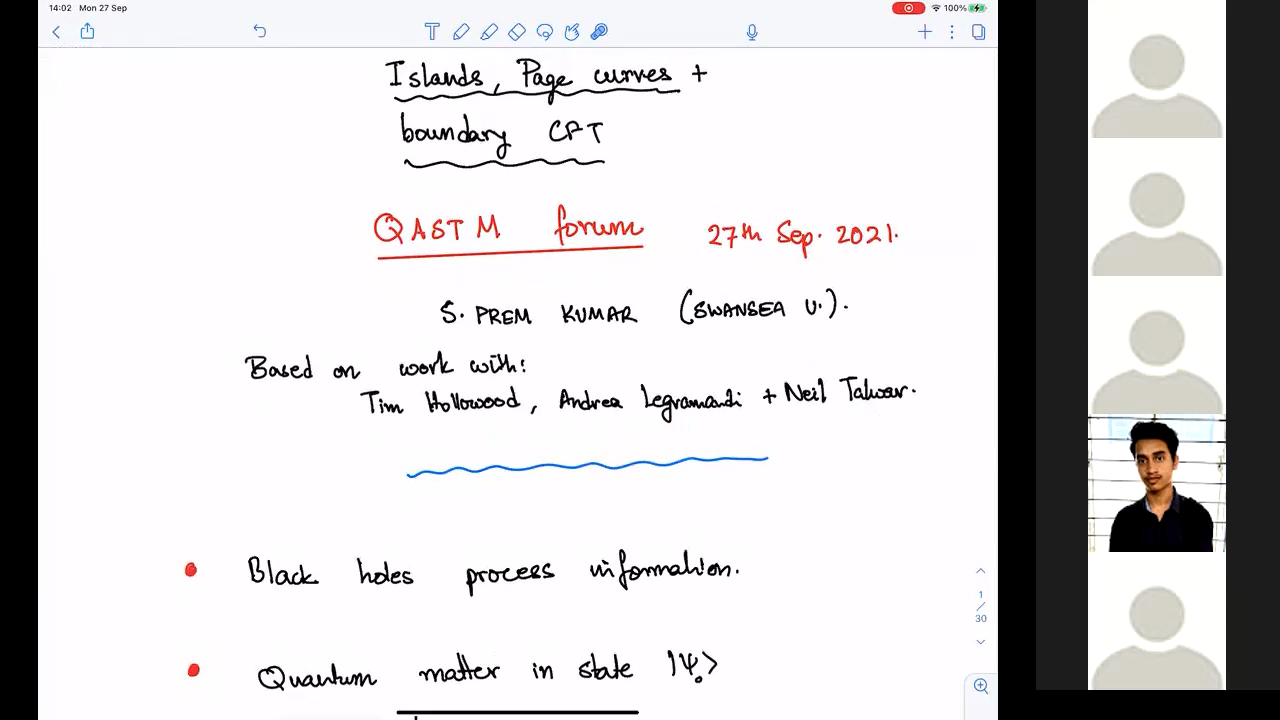 14:02 Mon 27 Sep
100%
Islands, Page curves +
boundary CFT
QASTM forum 27th Sep. 2021.
S. PREM KUMAR (SWANSEA U.).
Based on work with:
Tim Hollowood, Andrea Legramandi + Neil Talwar.
Black holes process information.
1
/
30
Quantum matter in state |Ψ₀>